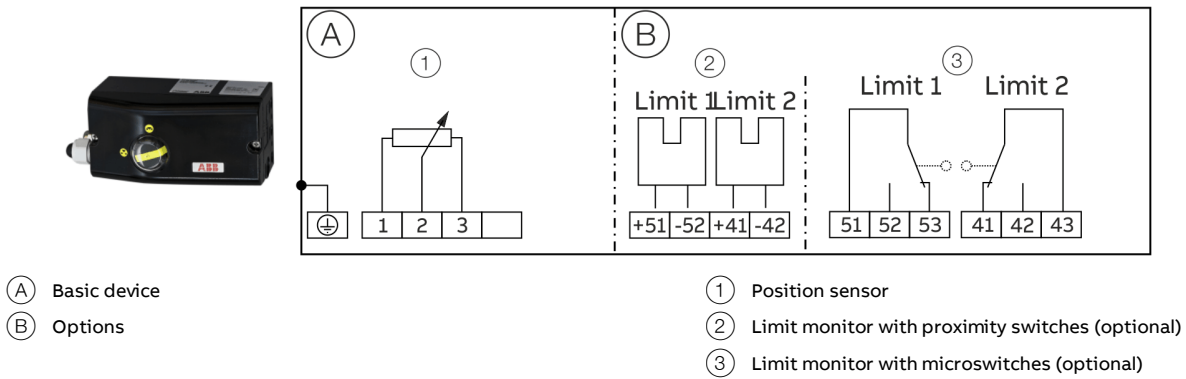 A
B
1
2
3
Limit 1
Limit 2
Limit 1
Limit 2
ABB
1 2 3
+51 -52 +41 -42
51 52 53
41 42 43
A Basic device
B Options
1 Position sensor
2 Limit monitor with proximity switches (optional)
3 Limit monitor with microswitches (optional)